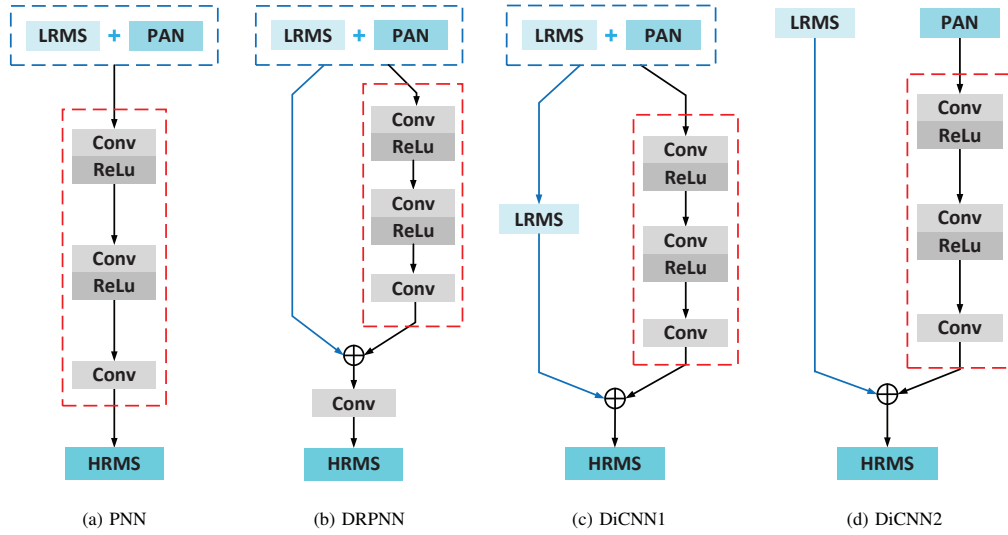 LRMS + PAN
Conv
ReLu
Conv
ReLu
Conv
HRMS
(a) PNN
LRMS + PAN
Conv
ReLu
Conv
ReLu
Conv
Conv
HRMS
(b) DRPNN
LRMS + PAN
Conv
ReLu
LRMS
Conv
ReLu
Conv
HRMS
(c) DiCNN1
LRMS
PAN
Conv
ReLu
Conv
ReLu
Conv
HRMS
(d) DiCNN2